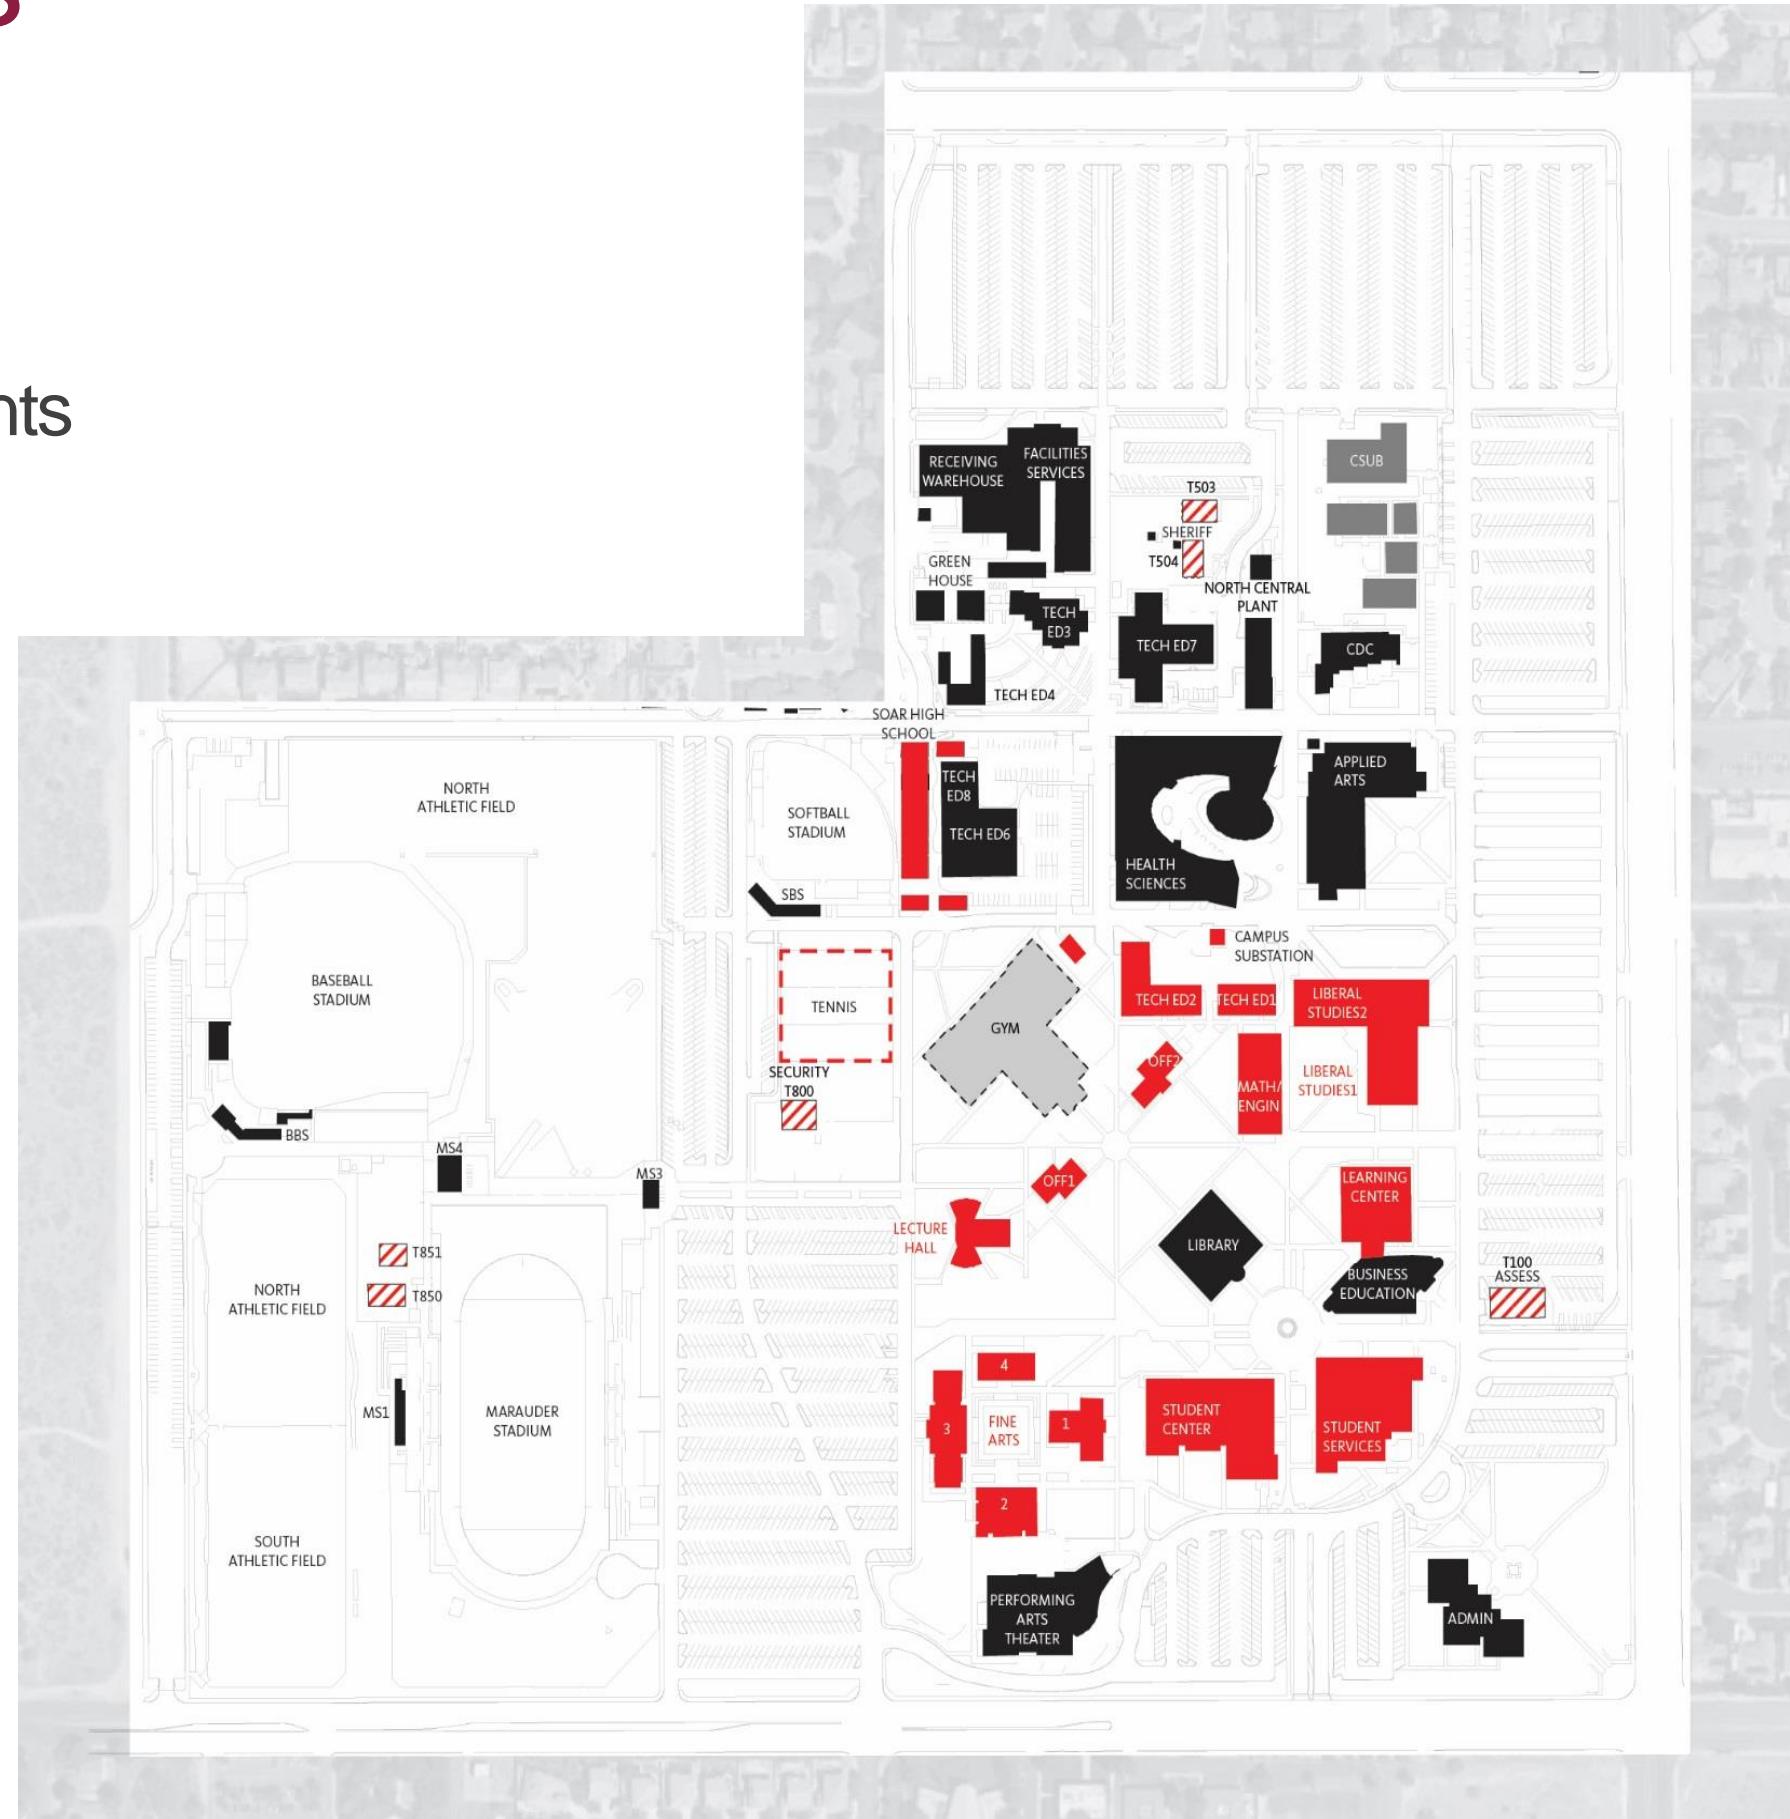 nts
RECEIVING
WAREHOUSE
FACILITIES
SERVICES
CSUB
T503
SHERIFF
T504
GREEN
HOUSE
NORTH CENTRAL
PLANT
TECH
ED3
TECH ED7
CDC
TECH ED4
SOAR HIGH
SCHOOL
NORTH
ATHLETIC FIELD
SOFTBALL
STADIUM
TECH
ED8
TECH ED6
APPLIED
ARTS
HEALTH
SCIENCES
SBS
CAMPUS
SUBSTATION
BASEBALL
STADIUM
TENNIS
GYM
TECH ED2
TECH ED1
LIBERAL
STUDIES2
SECURITY
T800
OFF2
MATH/
ENGIN
LIBERAL
STUDIES1
BBS
MS4
MS3
OFF1
LEARNING
CENTER
LECTURE
HALL
LIBRARY
T851
T850
NORTH
ATHLETIC FIELD
BUSINESS
EDUCATION
T100
ASSESS
4
MS1
MARAUDER
STADIUM
3
FINE
ARTS
1
STUDENT
CENTER
STUDENT
SERVICES
2
SOUTH
ATHLETIC FIELD
PERFORMING
ARTS
THEATER
ADMIN